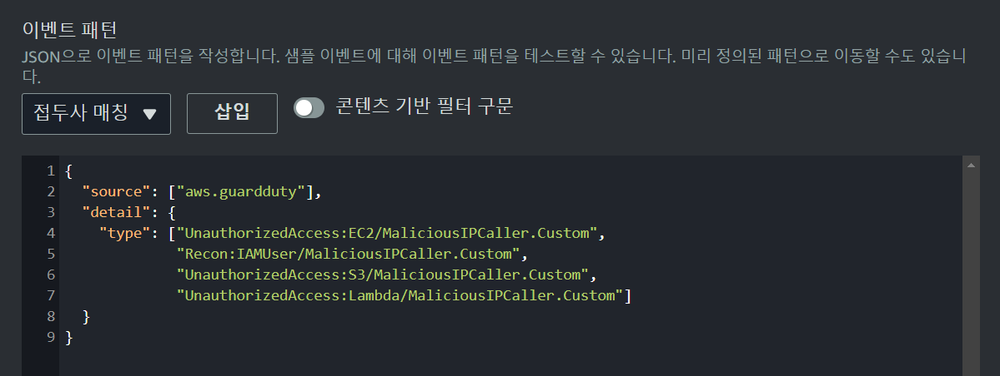 이벤트 패턴
JSON으로 이벤트 패턴을 작성합니다. 샘플 이벤트에 대해 이벤트 패턴을 테스트할 수 있습니다. 미리 정의된 패턴으로 이동할 수도 있습니
다.
접두사 매칭 ▼ 삽입 콘텐츠 기반 필터 구문
1 {
2 "source": ["aws.guardduty"],
3 "detail": {
4 "type": ["UnauthorizedAccess:EC2/MaliciousIPCaller.Custom",
5 "Recon:IAMUser/MaliciousIPCaller.Custom",
6 "UnauthorizedAccess:S3/MaliciousIPCaller.Custom",
7 "UnauthorizedAccess:Lambda/MaliciousIPCaller.Custom"]
8 }
9 }